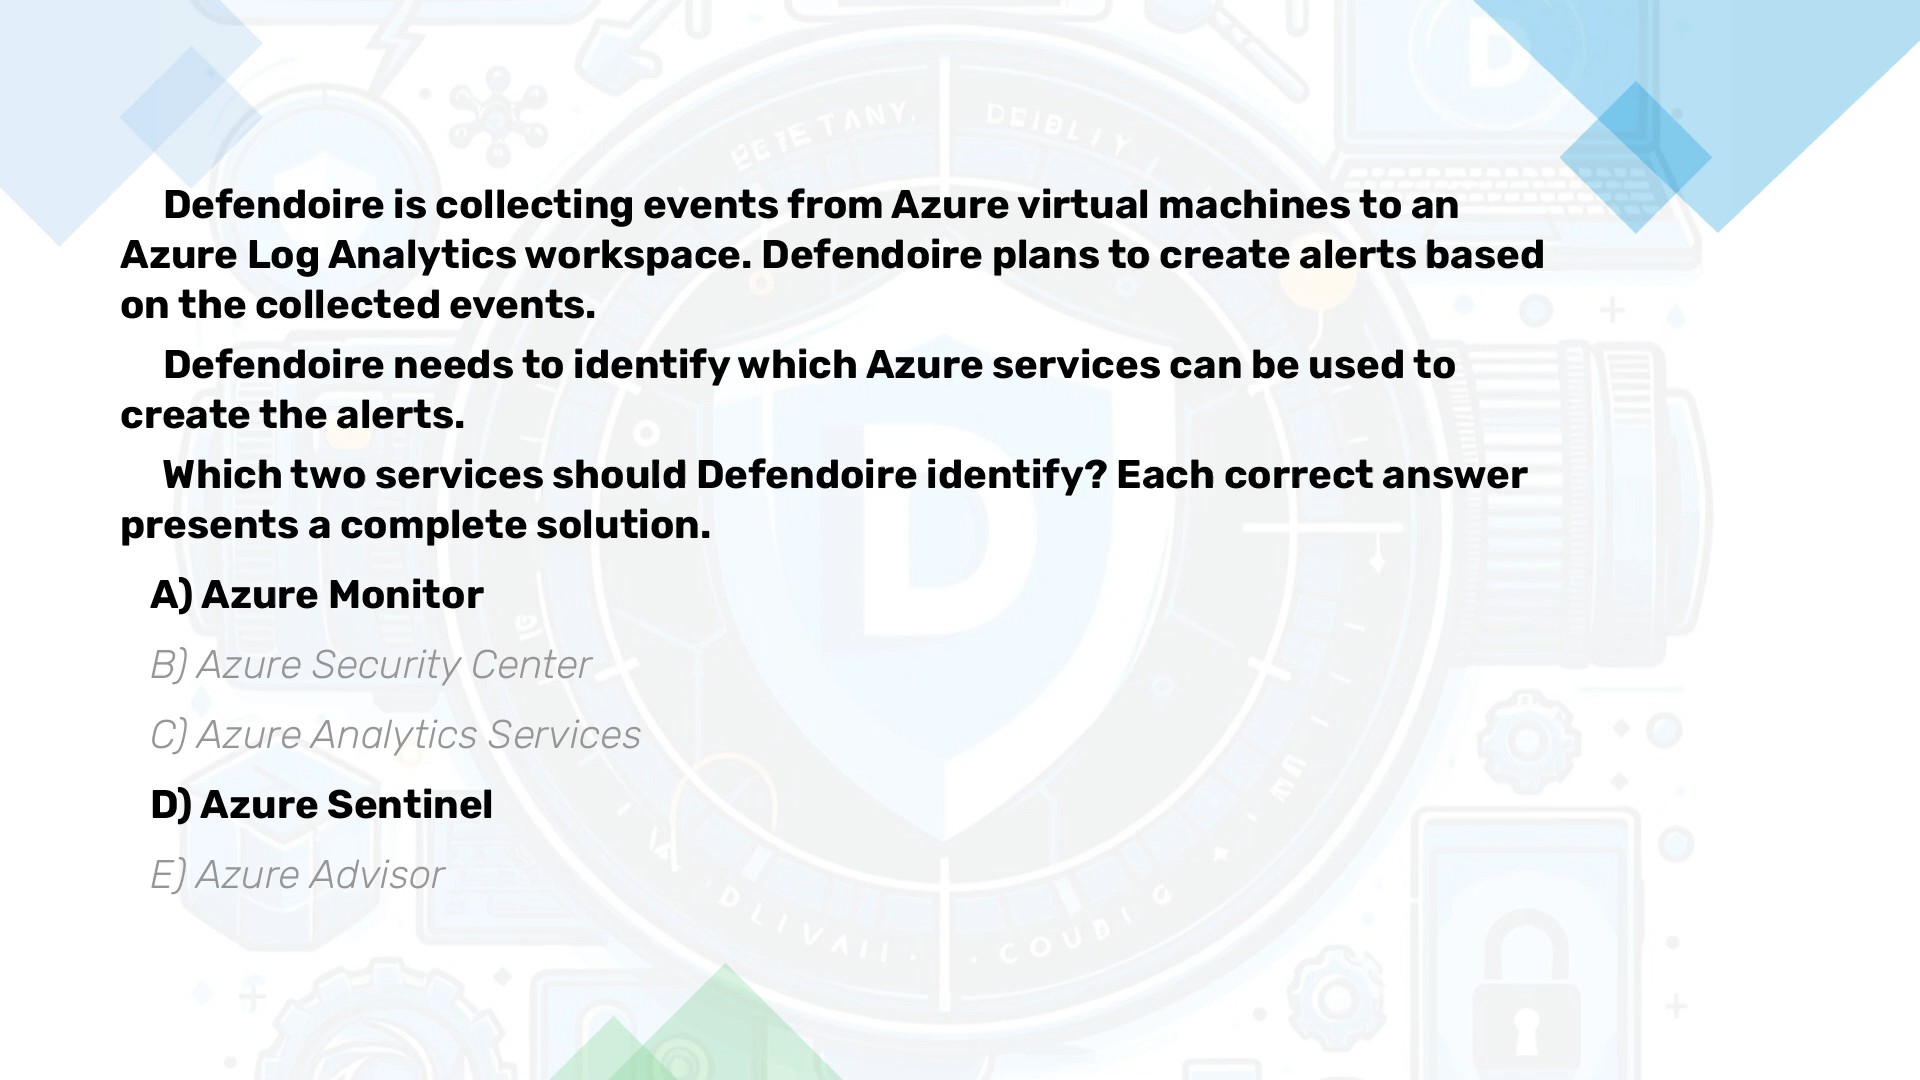 Defendoire is collecting events from Azure virtual machines to an
Azure Log Analytics workspace. Defendoire plans to create alerts based
on the collected events.
Defendoire needs to identify which Azure services can be used to
create the alerts.
Which two services should Defendoire identify? Each correct answer
presents a complete solution.
A) Azure Monitor
B) Azure Security Center
C) Azure Analytics Services
D) Azure Sentinel
E) Azure Advisor